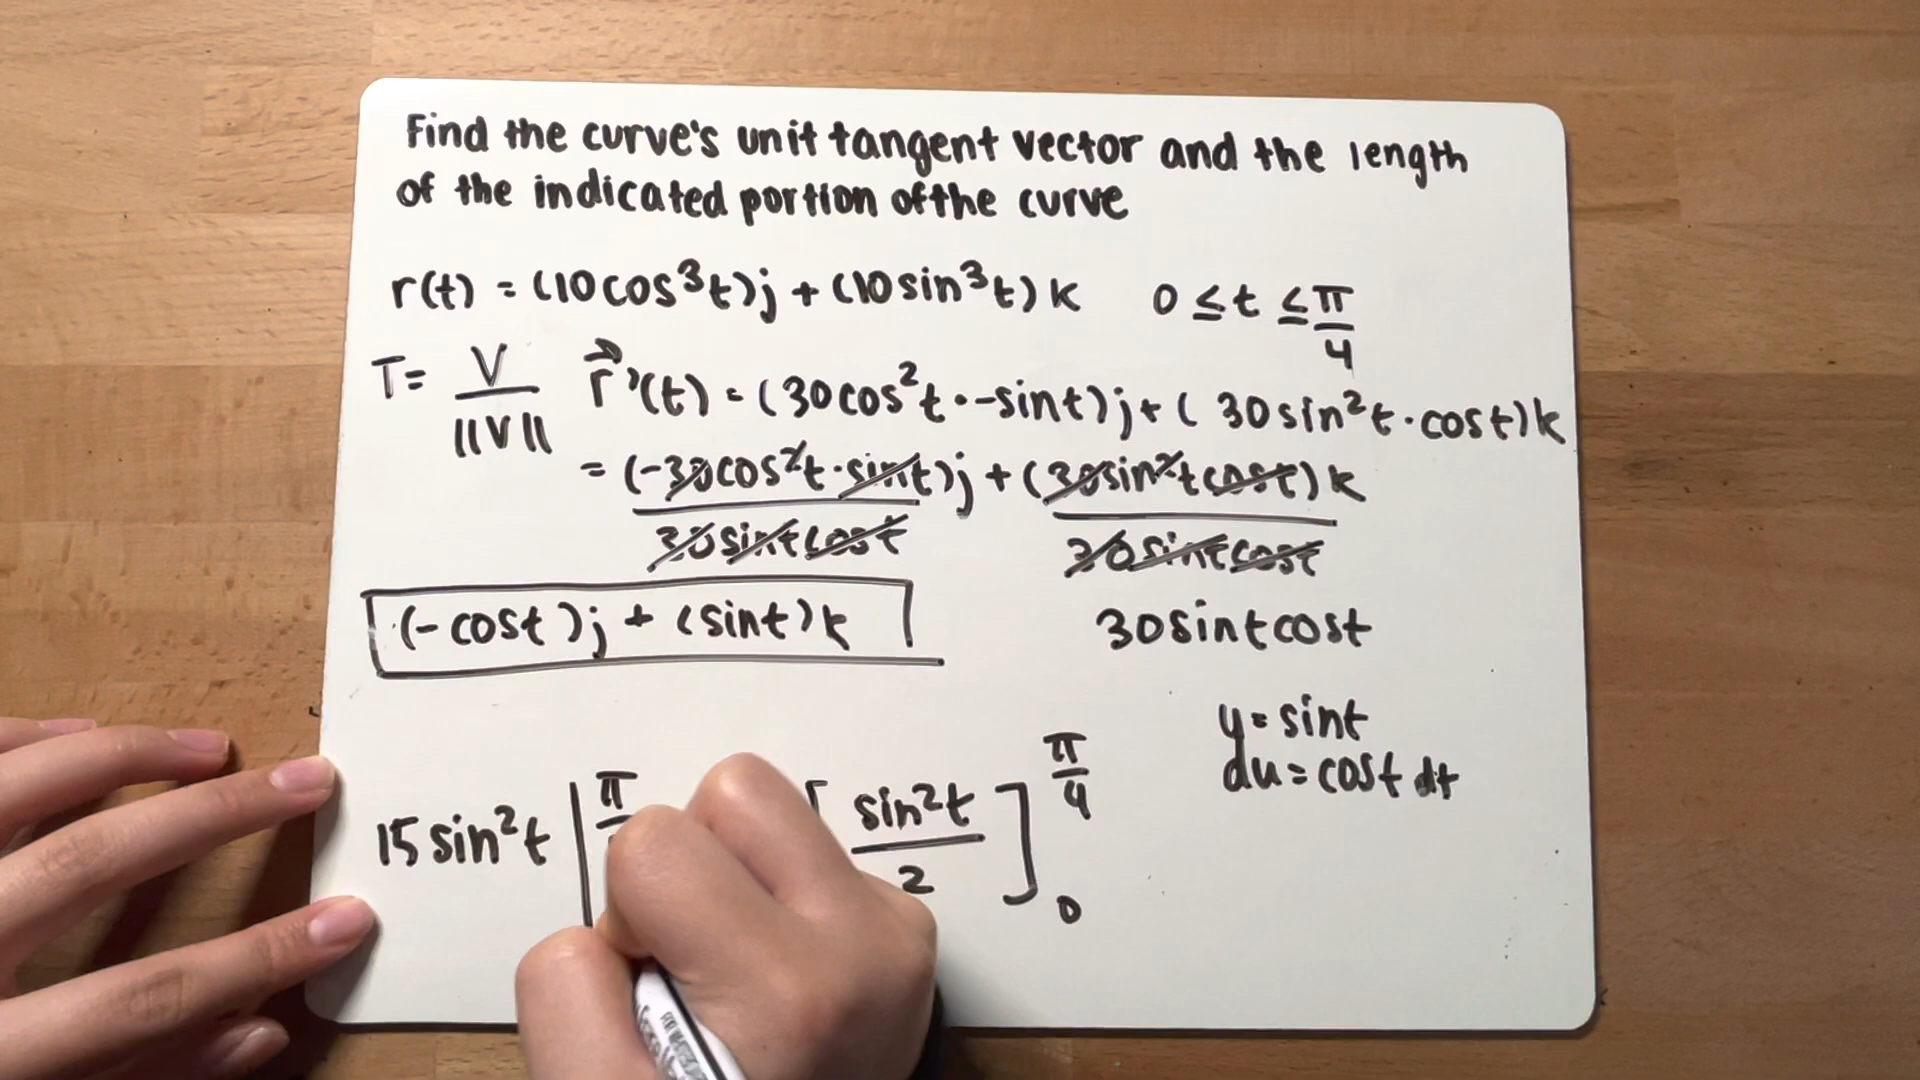 Find the curve's unit tangent vector and the length
of the indicated portion of the curve
r(t) = (10cos³t)j + (10sin³t)k 0 ≤ t ≤ π/4
T = V/||V|| r⃗'(t) = (30cos²t·-sint)j + (30sin²t·cost)k
= (-30cos²t·sint)j/30sintcost + (30sin²tcost)k/30sintcost
(-cost)j + (sint)k
30sintcost
u = sint
du = cost dt
15sin²t | π [sin²t/2] π/4 0